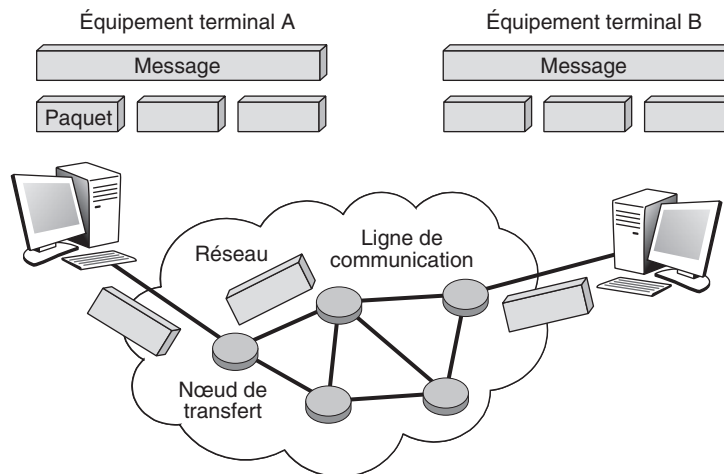 Équipement terminal A
Équipement terminal B
Message
Message
Paquet
Réseau
Ligne de
communication
Nœud de
transfert